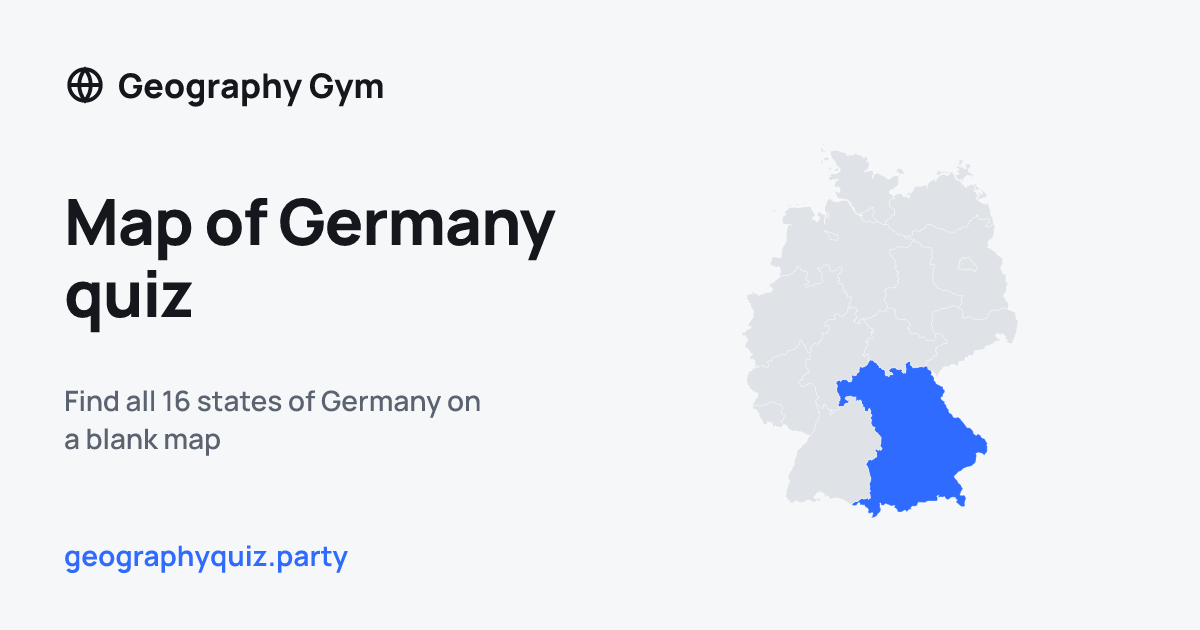 Geography Gym
Map of Germany
quiz
Find all 16 states of Germany on
a blank map
geographyquiz.party